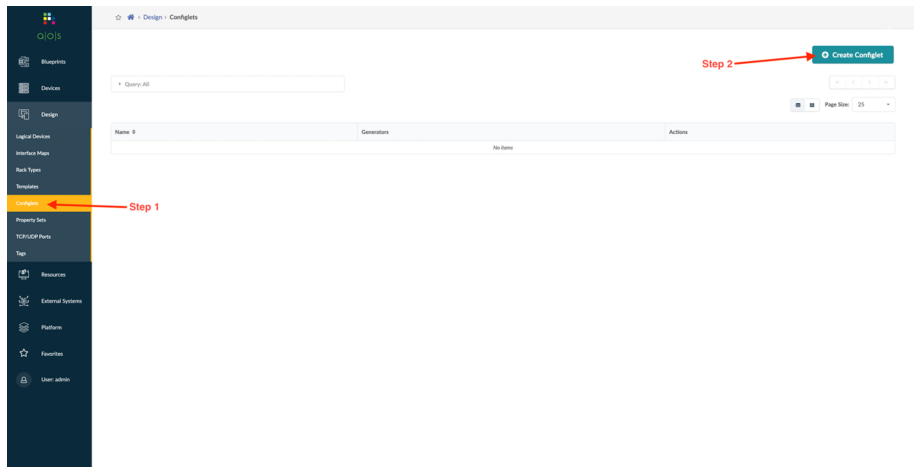 a|o|s
Blueprints
Devices
Design
Logical Devices
Interface Maps
Rack Types
Templates
Configlets
Property Sets
TCP/UDP Ports
Tags
Resources
External Systems
Platform
Favorites
User: admin
Design › Configlets
Create Configlet
Step 2
Query: All
Page Size: 25
Name Generators Actions
No items
Step 1